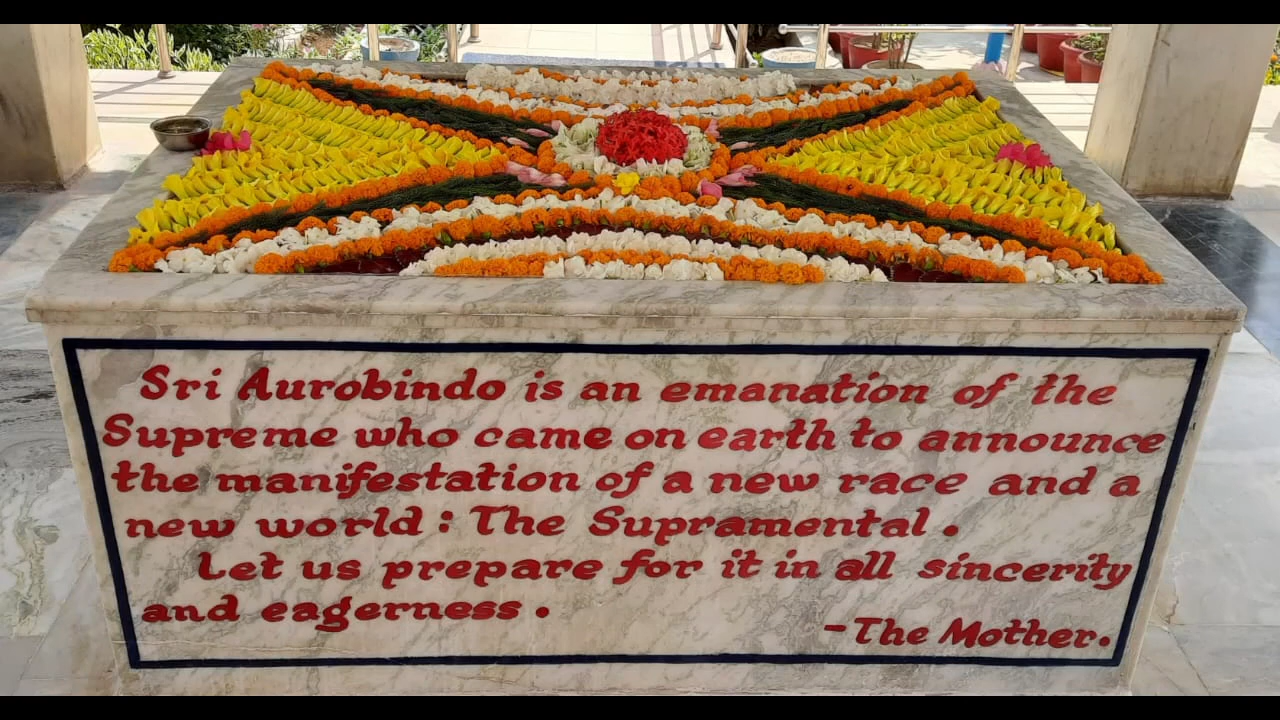 Sri Aurobindo is an emanation of the
Supreme who came on earth to announce
the manifestation of a new race and a
new world : The Supramental .
Let us prepare for it in all sincerity
and eagerness .
- The Mother.